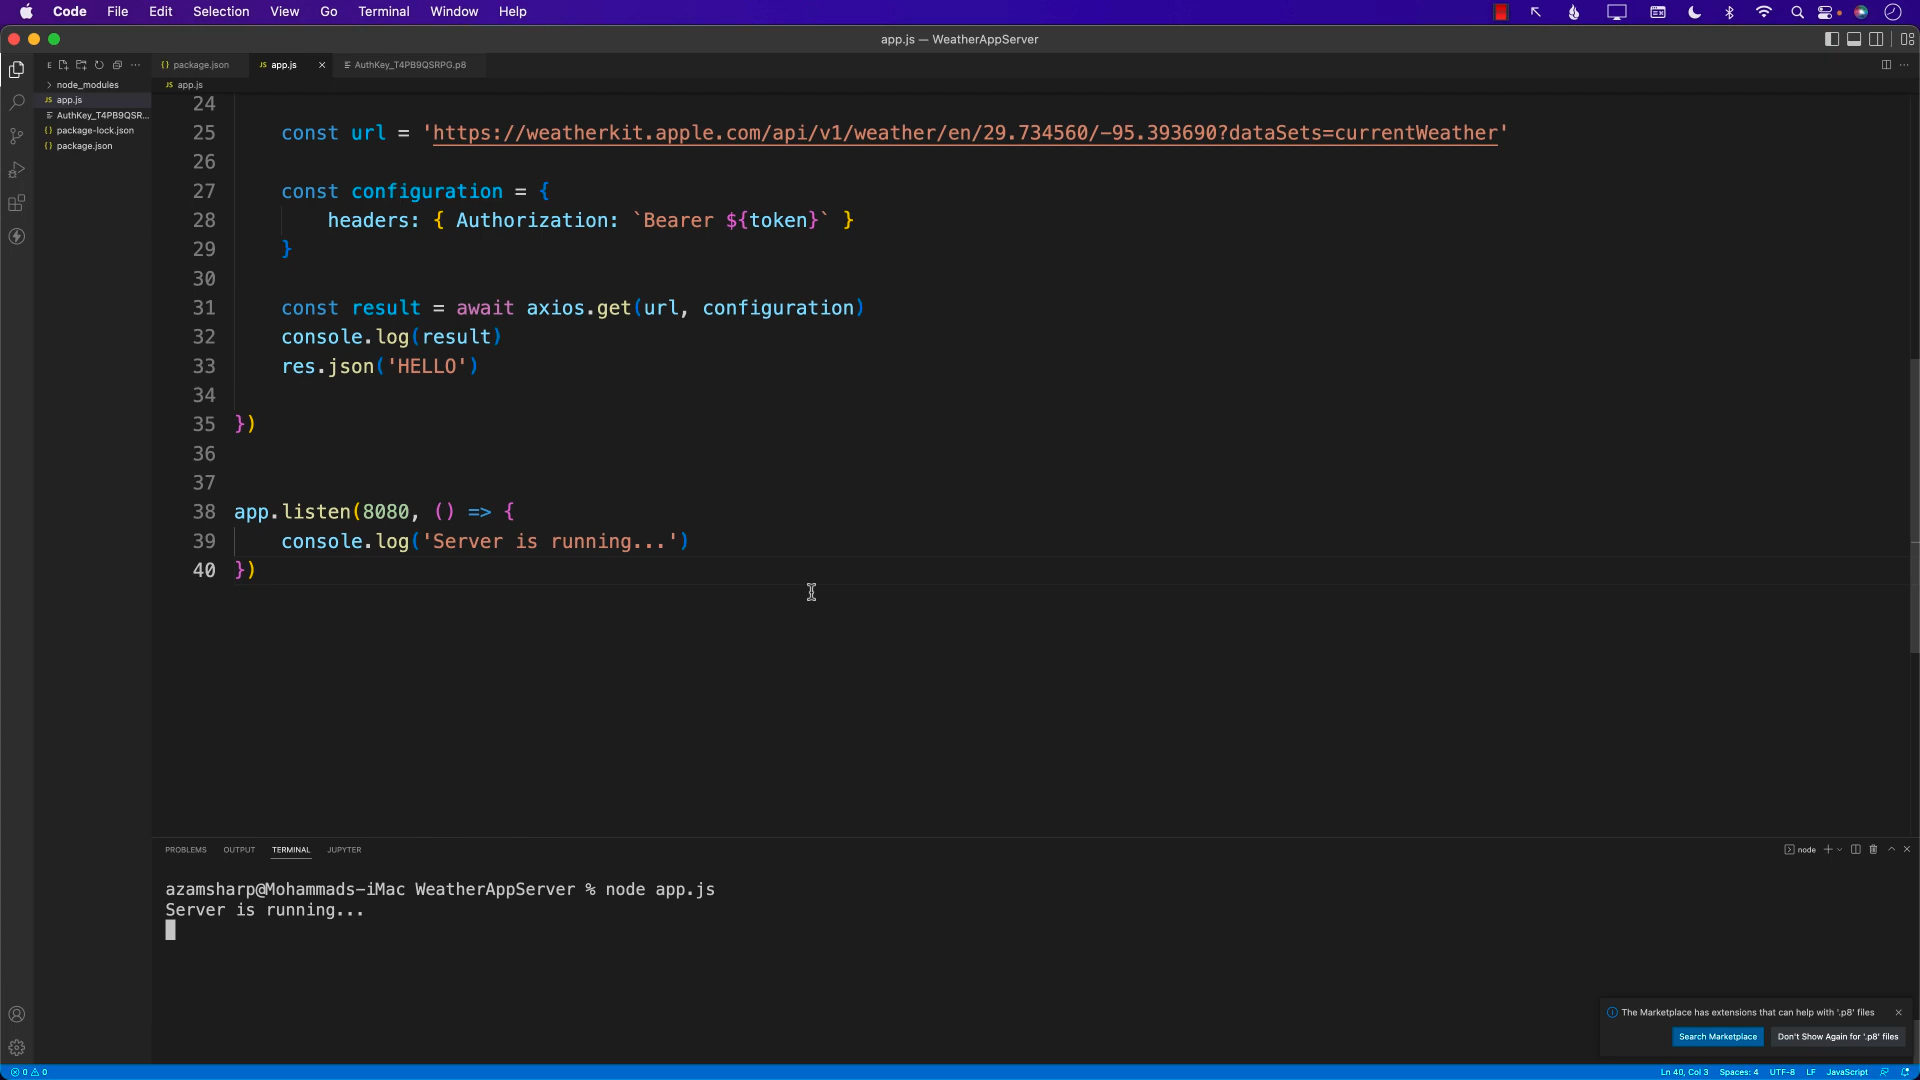 Code File Edit Selection View Go Terminal Window Help
app.js — WeatherAppServer
E
package.json
app.js
AuthKey_T4PB9QSRPG.p8
node_modules
app.js
AuthKey_T4PB9QSR...
package-lock.json
package.json
JS app.js
24
25 const url = 'https://weatherkit.apple.com/api/v1/weather/en/29.734560/-95.393690?dataSets=currentWeather'
26
27 const configuration = {
28 headers: { Authorization: `Bearer ${token}` }
29 }
30
31 const result = await axios.get(url, configuration)
32 console.log(result)
33 res.json('HELLO')
34
35 })
36
37
38 app.listen(8080, () => {
39 console.log('Server is running...')
40 })
PROBLEMS OUTPUT TERMINAL JUPYTER
node
azamsharp@Mohammads-iMac WeatherAppServer % node app.js
Server is running...
The Marketplace has extensions that can help with '.p8' files
Search Marketplace
Don't Show Again for '.p8' files
0 0
Ln 40, Col 3 Spaces: 4 UTF-8 LF JavaScript